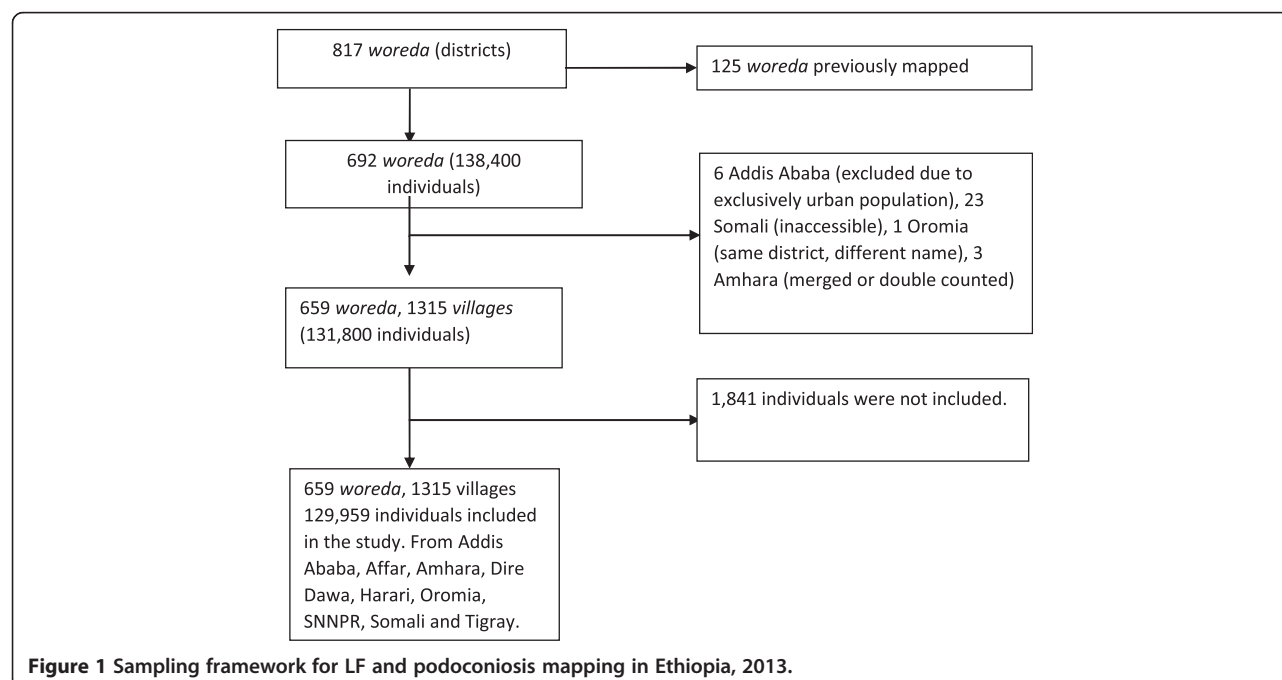 817 woreda (districts)
125 woreda previously mapped
692 woreda (138,400
individuals)
6 Addis Ababa (excluded due to
exclusively urban population), 23
Somali (inaccessible), 1 Oromia
(same district, different name), 3
Amhara (merged or double counted)
659 woreda, 1315 villages
(131,800 individuals)
1,841 individuals were not included.
659 woreda, 1315 villages
129,959 individuals included
in the study. From Addis
Ababa, Affar, Amhara, Dire
Dawa, Harari, Oromia,
SNNPR, Somali and Tigray.
Figure 1 Sampling framework for LF and podoconiosis mapping in Ethiopia, 2013.